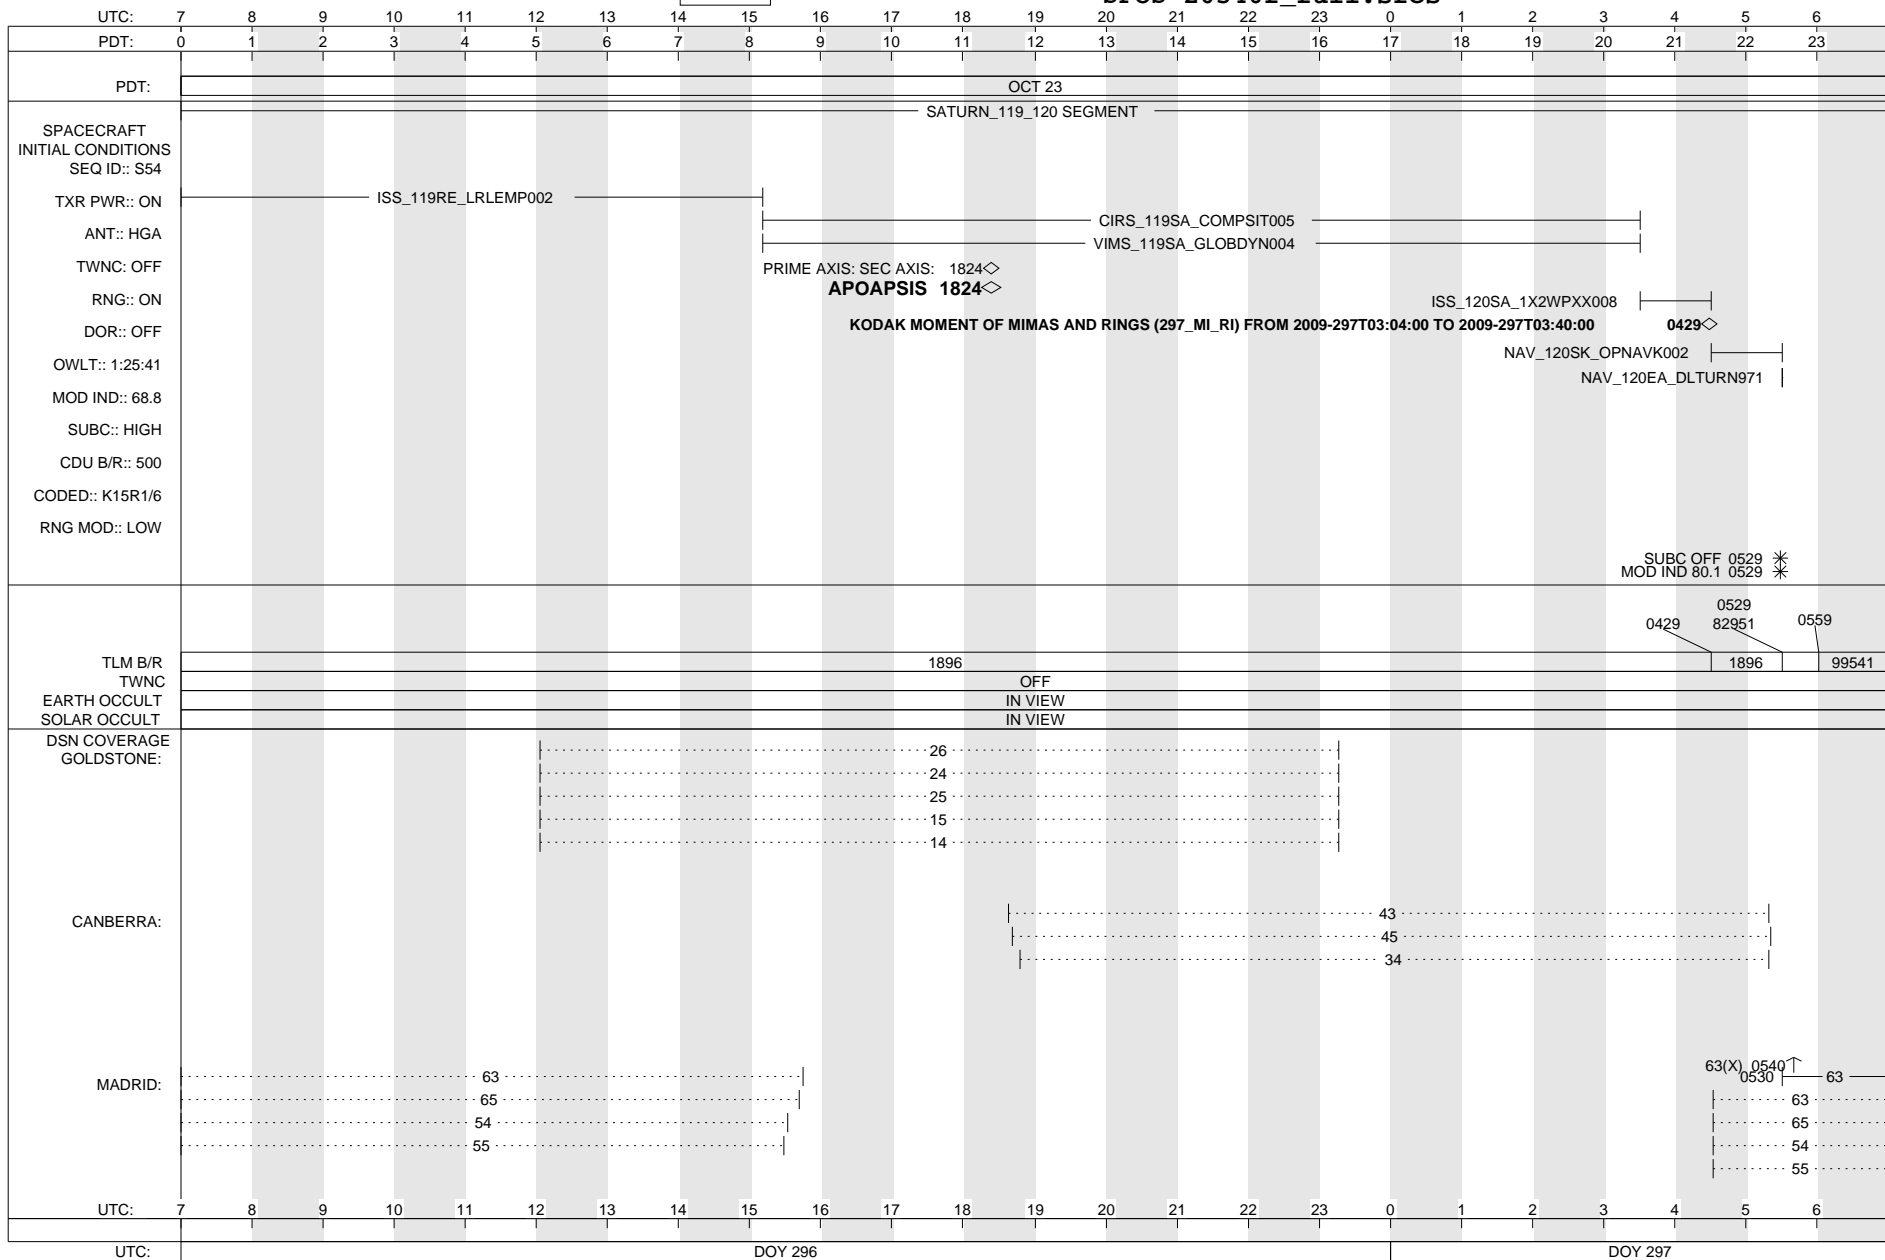 UTC: 7 8 9 10 11 12 13 14 15 16 17 18 19 20 21 22 23 0 1 2 3 4 5 6
PDT: 0 1 2 3 4 5 6 7 8 9 10 11 12 13 14 15 16 17 18 19 20 21 22 23
PDT: OCT 23
SATURN_119_120 SEGMENT
SPACECRAFT
INITIAL CONDITIONS
SEQ ID:: S54
TXR PWR:: ON
ISS_119RE_LRLEMP002
CIRS_119SA_COMPSIT005
ANT:: HGA
VIMS_119SA_GLOBDYN004
TWNC: OFF
PRIME AXIS: SEC AXIS: 1824
APOAPSIS 1824
RNG:: ON
ISS_120SA_1X2WPXX008
DOR:: OFF
KODAK MOMENT OF MIMAS AND RINGS (297_MI_RI) FROM 2009-297T03:04:00 TO 2009-297T03:40:00 0429
NAV_120SK_OPNAVK002
OWLT:: 1:25:41
NAV_120EA_DLTURN971
MOD IND:: 68.8
SUBC:: HIGH
CDU B/R:: 500
CODED:: K15R1/6
RNG MOD:: LOW
SUBC OFF 0529
MOD IND 80.1 0529
0529
0429 82951 0559
TLM B/R 1896 1896 99541
TWNC OFF
EARTH OCCULT IN VIEW
SOLAR OCCULT IN VIEW
DSN COVERAGE
GOLDSTONE:
26
24
25
15
14
CANBERRA:
43
45
34
MADRID:
63(X) 0540
63 0530 63
65 63
54 65
55 54
55
UTC: 7 8 9 10 11 12 13 14 15 16 17 18 19 20 21 22 23 0 1 2 3 4 5 6
UTC: DOY 296 DOY 297